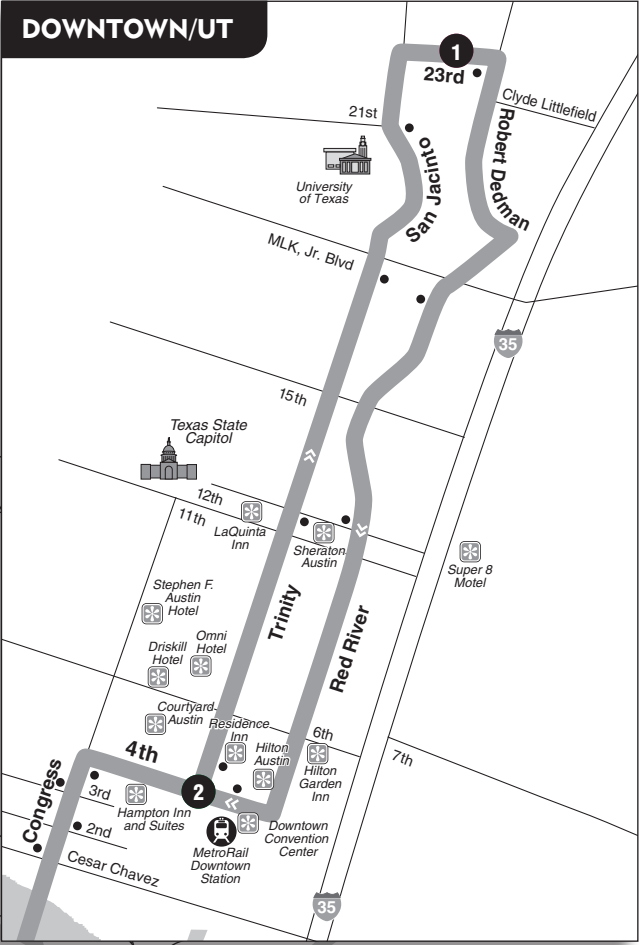 DOWNTOWN/UT
1
23rd
Clyde Littlefield
21st
Robert Dedman
San Jacinto
University
of Texas
MLK, Jr. Blvd
35
15th
Texas State
Capitol
12th
11th
LaQuinta
Inn
Sheraton
Austin
Super 8
Motel
Stephen F.
Austin
Hotel
Trinity
Red River
Omni
Hotel
Driskill
Hotel
Courtyard
Austin
Residence
Inn
6th
7th
4th
Hilton
Austin
Hilton
Garden
Inn
Congress
3rd
2
Hampton Inn
and Suites
2nd
Downtown
Convention
Center
MetroRail
Downtown
Station
Cesar Chavez
35